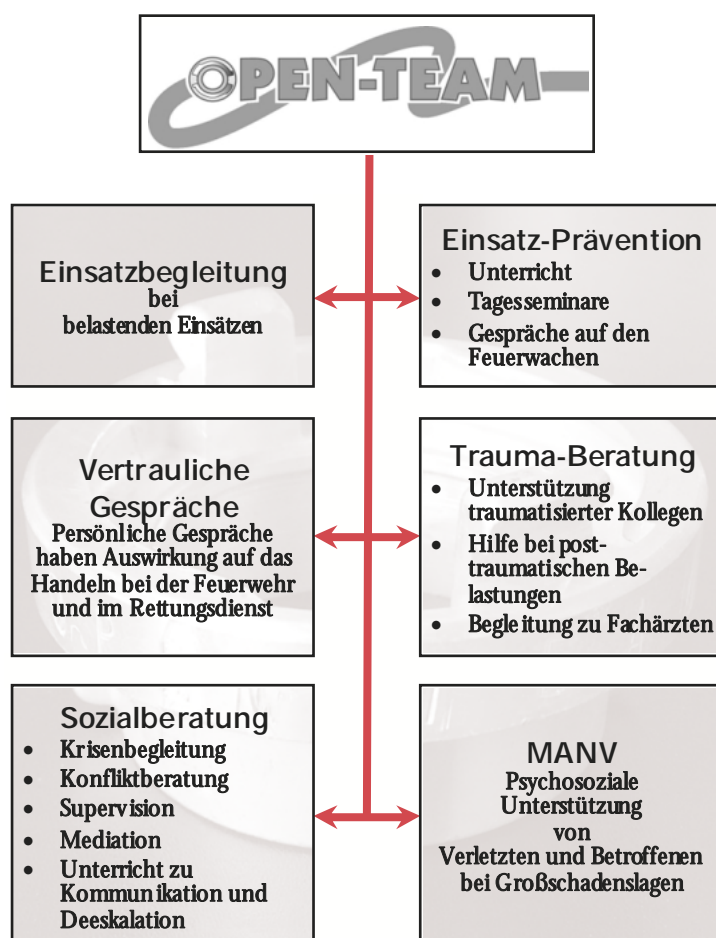 OPEN-TEAM
Einsatzbegleitung
bei
belastenden Einsätzen
Einsatz-Prävention
• Unterricht
• Tagesseminare
• Gespräche auf den
Feuerwachen
Vertrauliche
Gespräche
Persönliche Gespräche
haben Auswirkung auf das
Handeln bei der Feuerwehr
und im Rettungsdienst
Trauma-Beratung
• Unterstützung
traumatisierter Kollegen
• Hilfe bei post-
traumatischen Be-
lastungen
• Begleitung zu Fachärzten
Sozialberatung
• Krisenbegleitung
• Konfliktberatung
• Supervision
• Mediation
• Unterricht zu
Kommunikation und
Deeskalation
MANV
Psychosoziale
Unterstützung
von
Verletzten und Betroffenen
bei Großschadenslagen